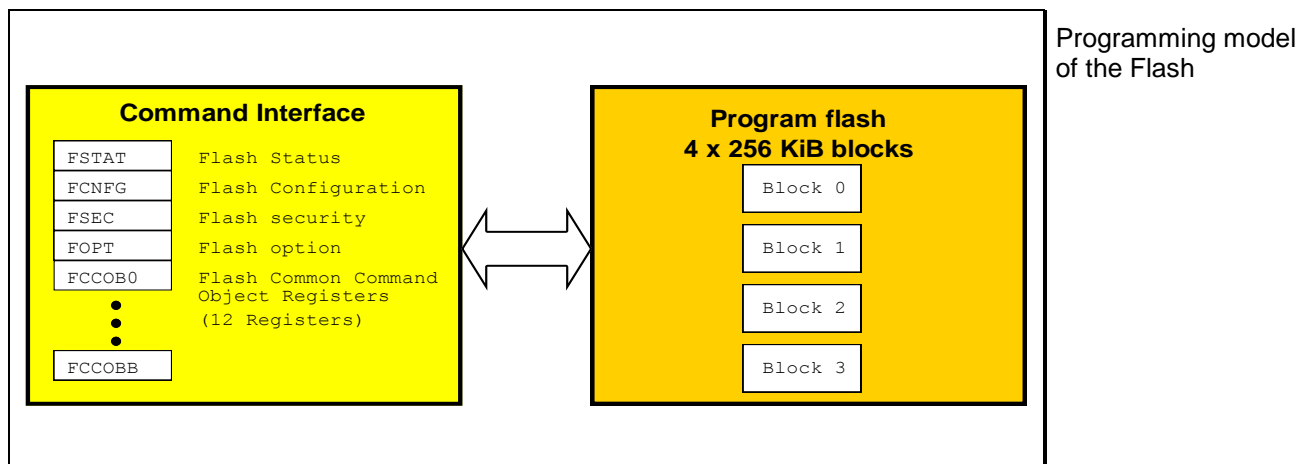 Programming model
of the Flash
Command Interface
FSTAT Flash Status
FCNFG Flash Configuration
FSEC Flash security
FOPT Flash option
FCCOB0 Flash Common Command
Object Registers
(12 Registers)
FCCOBB
Program flash
4 x 256 KiB blocks
Block 0
Block 1
Block 2
Block 3